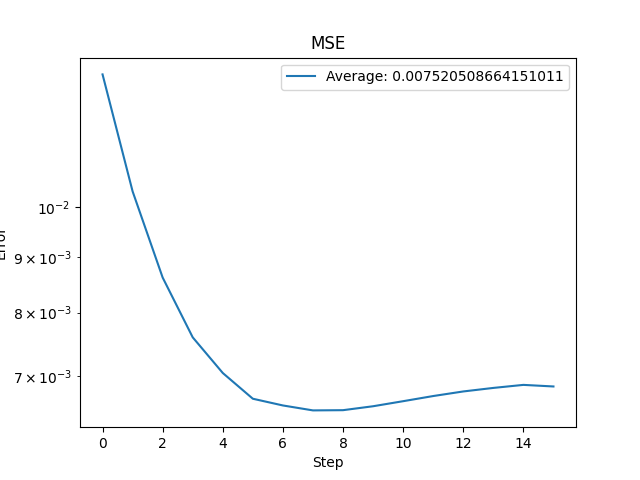 MSE
Average: 0.007520508664151011
10⁻²
9 × 10⁻³
8 × 10⁻³
7 × 10⁻³
Error
0 2 4 6 8 10 12 14
Step